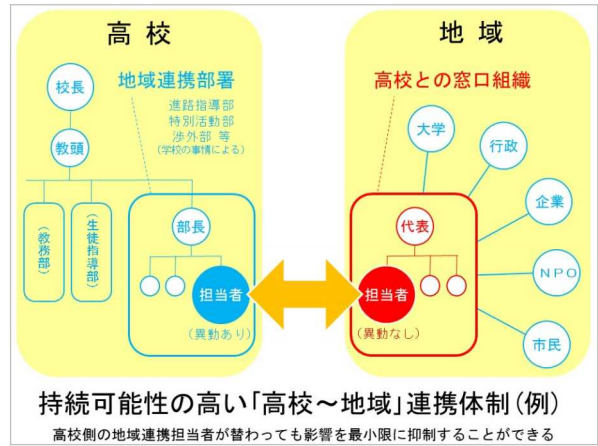 高校
校長
教頭
(教務部)
(生徒指導部)
地域連携部署
進路指導部
特別活動部
渉外部 等
(学校の事情による)
部長
担当者
(異動あり)
地域
高校との窓口組織
大学
行政
企業
NPO
市民
代表
担当者
(異動なし)
持続可能性の高い「高校～地域」連携体制(例)
高校側の地域連携担当者が替わっても影響を最小限に抑制することができる